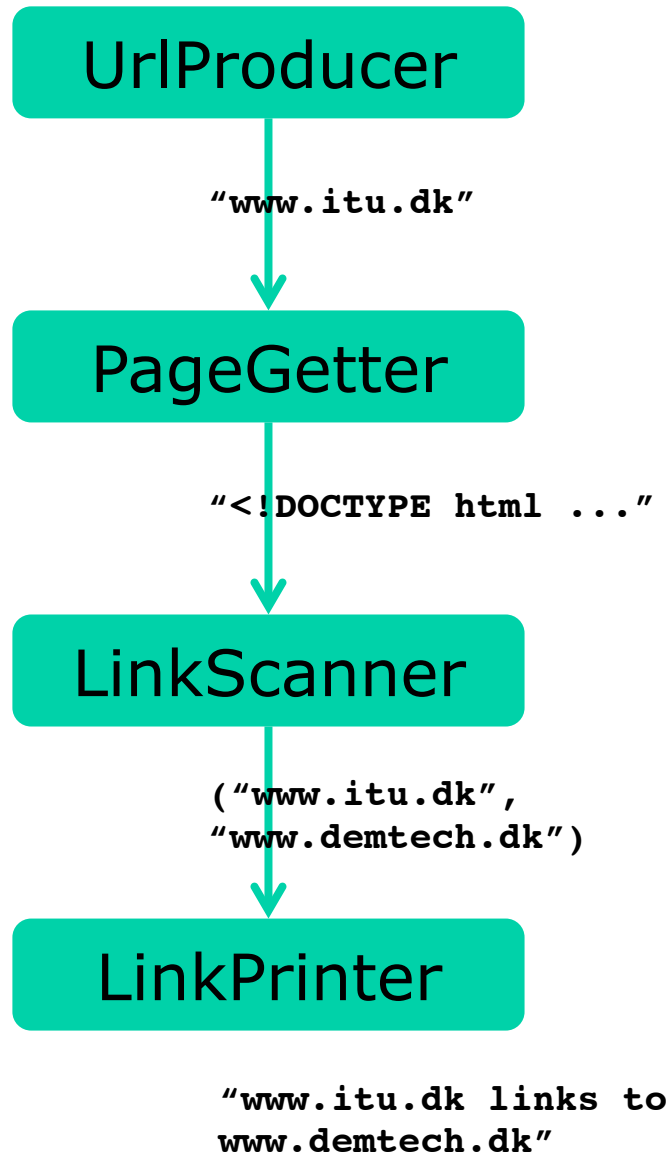 UrlProducer
“www.itu.dk”
PageGetter
“<!DOCTYPE html ...”
LinkScanner
(“www.itu.dk”,
“www.demtech.dk”)
LinkPrinter
“www.itu.dk links to
www.demtech.dk”